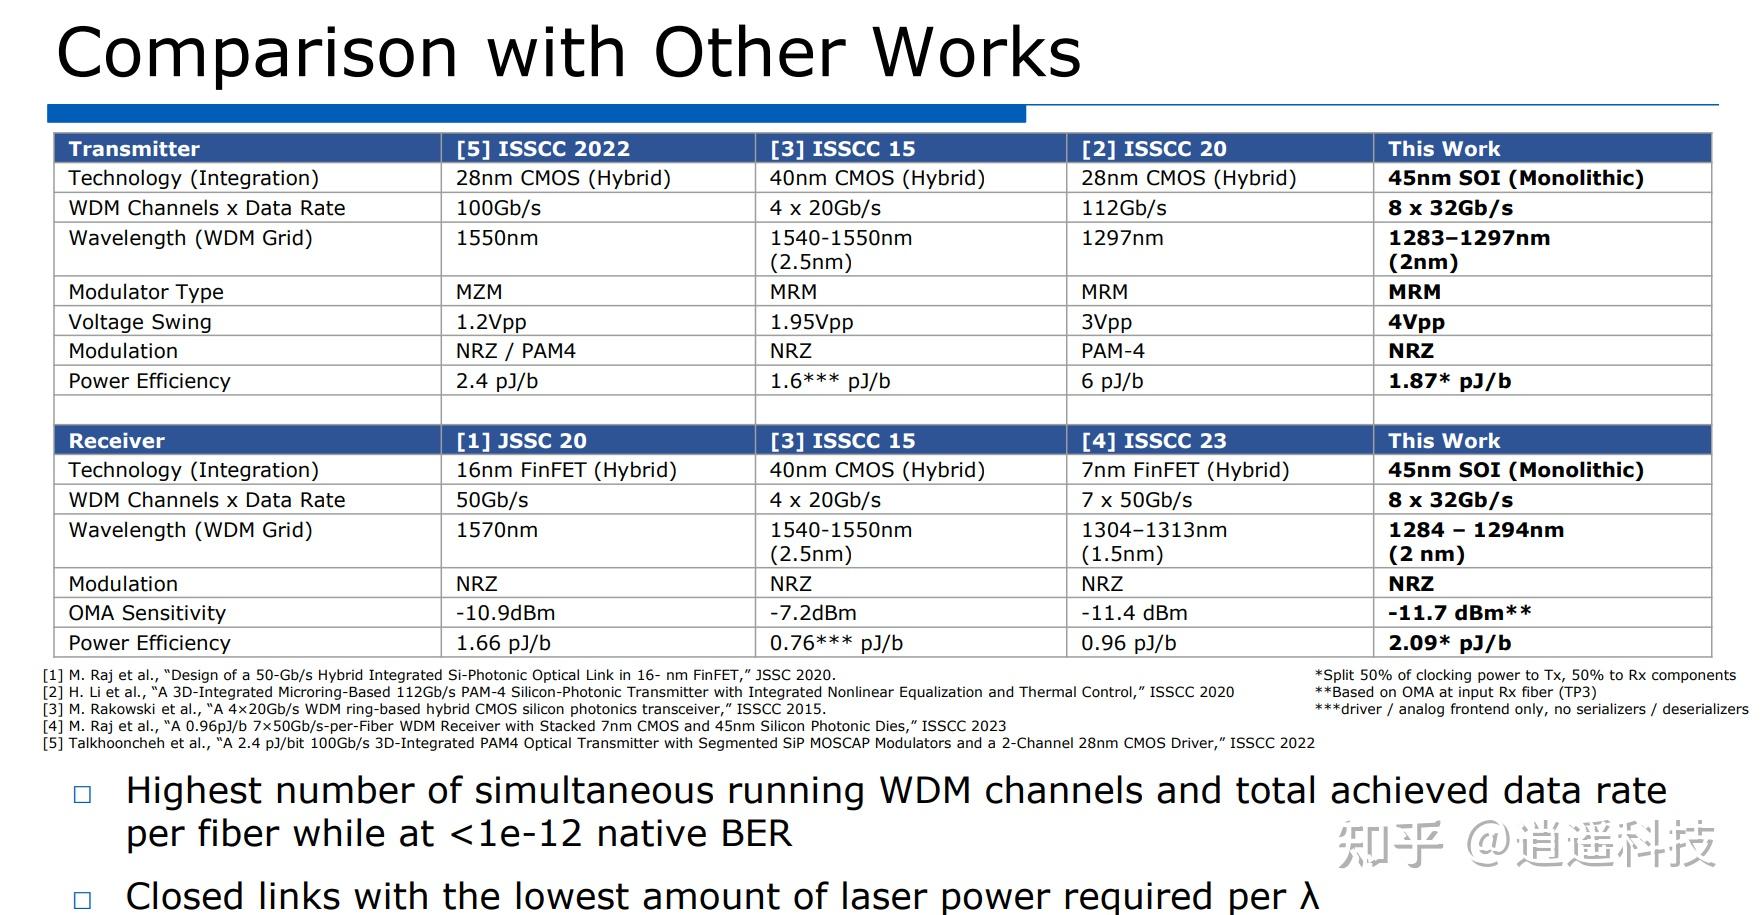 Comparison with Other Works
Transmitter [5] ISSCC 2022 [3] ISSCC 15 [2] ISSCC 20 This Work
Technology (Integration) 28nm CMOS (Hybrid) 40nm CMOS (Hybrid) 28nm CMOS (Hybrid) 45nm SOI (Monolithic)
WDM Channels x Data Rate 100Gb/s 4 x 20Gb/s 112Gb/s 8 x 32Gb/s
Wavelength (WDM Grid) 1550nm 1540-1550nm 1297nm 1283–1297nm
(2.5nm) (2nm)
Modulator Type MZM MRM MRM MRM
Voltage Swing 1.2Vpp 1.95Vpp 3Vpp 4Vpp
Modulation NRZ / PAM4 NRZ PAM-4 NRZ
Power Efficiency 2.4 pJ/b 1.6*** pJ/b 6 pJ/b 1.87* pJ/b
Receiver [1] JSSC 20 [3] ISSCC 15 [4] ISSCC 23 This Work
Technology (Integration) 16nm FinFET (Hybrid) 40nm CMOS (Hybrid) 7nm FinFET (Hybrid) 45nm SOI (Monolithic)
WDM Channels x Data Rate 50Gb/s 4 x 20Gb/s 7 x 50Gb/s 8 x 32Gb/s
Wavelength (WDM Grid) 1570nm 1540-1550nm 1304–1313nm 1284 – 1294nm
(2.5nm) (1.5nm) (2 nm)
Modulation NRZ NRZ NRZ NRZ
OMA Sensitivity -10.9dBm -7.2dBm -11.4 dBm -11.7 dBm**
Power Efficiency 1.66 pJ/b 0.76*** pJ/b 0.96 pJ/b 2.09* pJ/b
[1] M. Raj et al., “Design of a 50-Gb/s Hybrid Integrated Si-Photonic Optical Link in 16- nm FinFET,” JSSC 2020.
[2] H. Li et al., “A 3D-Integrated Microring-Based 112Gb/s PAM-4 Silicon-Photonic Transmitter with Integrated Nonlinear Equalization and Thermal Control,” ISSCC 2020
[3] M. Rakowski et al., “A 4×20Gb/s WDM ring-based hybrid CMOS silicon photonics transceiver,” ISSCC 2015.
[4] M. Raj et al., “A 0.96pJ/b 7×50Gb/s-per-Fiber WDM Receiver with Stacked 7nm CMOS and 45nm Silicon Photonic Dies,” ISSCC 2023
[5] Talkhooncheh et al., “A 2.4 pJ/bit 100Gb/s 3D-Integrated PAM4 Optical Transmitter with Segmented SiP MOSCAP Modulators and a 2-Channel 28nm CMOS Driver,” ISSCC 2022
*Split 50% of clocking power to Tx, 50% to Rx components
**Based on OMA at input Rx fiber (TP3)
***driver / analog frontend only, no serializers / deserializers
Highest number of simultaneous running WDM channels and total achieved data rate
per fiber while at <1e-12 native BER
Closed links with the lowest amount of laser power required per λ
知乎 @逍遥科技